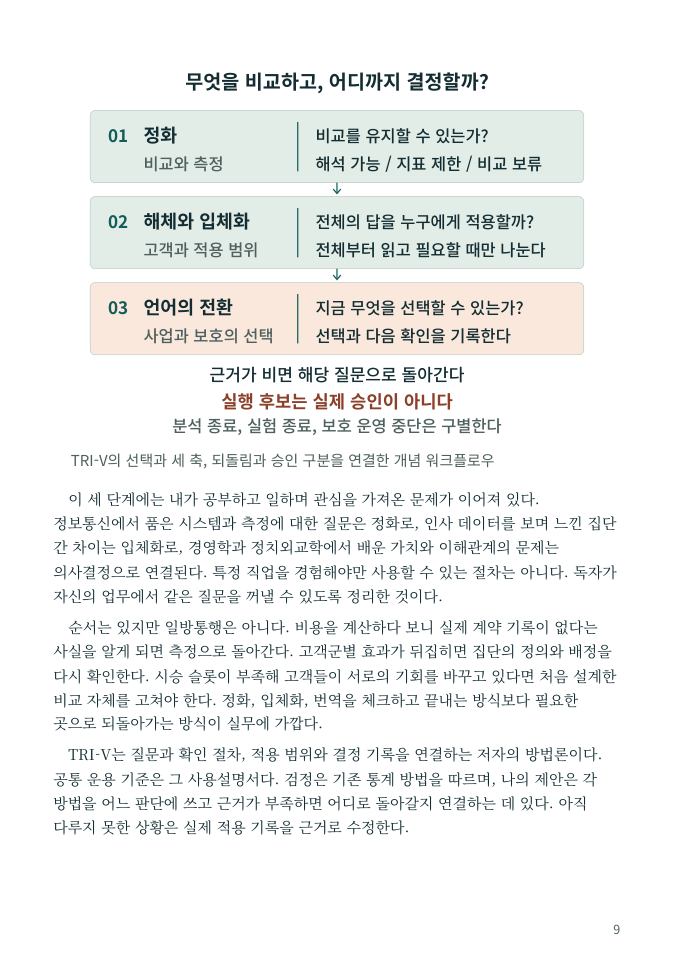 무엇을 비교하고, 어디까지 결정할까?
01 정화
비교와 측정
비교를 유지할 수 있는가?
해석 가능 / 지표 제한 / 비교 보류
↓
02 해체와 입체화
고객과 적용 범위
전체의 답을 누구에게 적용할까?
전체부터 읽고 필요할 때만 나눈다
↓
03 언어의 전환
사업과 보호의 선택
지금 무엇을 선택할 수 있는가?
선택과 다음 확인을 기록한다
근거가 비면 해당 질문으로 돌아간다
실행 후보는 실제 승인이 아니다
분석 종료, 실험 종료, 보호 운영 중단은 구별한다
TRI-V의 선택과 세 축, 되돌림과 승인 구분을 연결한 개념 워크플로우
이 세 단계에는 내가 공부하고 일하며 관심을 가져온 문제가 이어져 있다.
정보통신에서 품은 시스템과 측정에 대한 질문은 정화로, 인사 데이터를 보며 느낀 집단
간 차이는 입체화로, 경영학과 정치외교학에서 배운 가치와 이해관계의 문제는
의사결정으로 연결된다. 특정 직업을 경험해야만 사용할 수 있는 절차는 아니다. 독자가
자신의 업무에서 같은 질문을 꺼낼 수 있도록 정리한 것이다.
순서는 있지만 일방통행은 아니다. 비용을 계산하다 보니 실제 계약 기록이 없다는
사실을 알게 되면 측정으로 돌아간다. 고객군별 효과가 뒤집히면 집단의 정의와 배정을
다시 확인한다. 시승 슬롯이 부족해 고객들이 서로의 기회를 바꾸고 있다면 처음 설계한
비교 자체를 고쳐야 한다. 정화, 입체화, 번역을 체크하고 끝내는 방식보다 필요한
곳으로 되돌아가는 방식이 실무에 가깝다.
TRI-V는 질문과 확인 절차, 적용 범위와 결정 기록을 연결하는 저자의 방법론이다.
공통 운용 기준은 그 사용설명서다. 검정은 기존 통계 방법을 따르며, 나의 제안은 각
방법을 어느 판단에 쓰고 근거가 부족하면 어디로 돌아갈지 연결하는 데 있다. 아직
다루지 못한 상황은 실제 적용 기록을 근거로 수정한다.
9